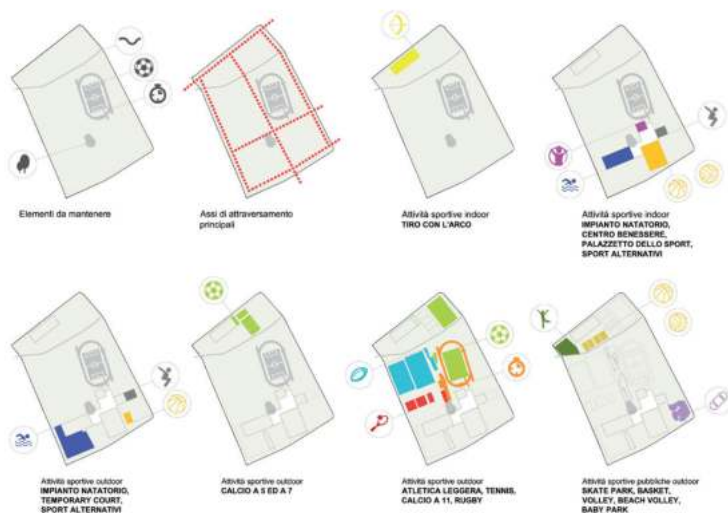 Elementi da mantenere
Assi di attraversamento
principali
Attività sportive indoor
TIRO CON L'ARCO
Attività sportive indoor
IMPIANTO NATATORIO,
CENTRO BENESSERE,
PALAZZETTO DELLO SPORT,
SPORT ALTERNATIVI
Attività sportive outdoor
IMPIANTO NATATORIO,
TEMPORARY COURT,
SPORT ALTERNATIVI
Attività sportive outdoor
CALCIO A 5 ED A 7
Attività sportive outdoor
ATLETICA LEGGERA, TENNIS,
CALCIO A 11, RUGBY
Attività sportive pubbliche outdoor
SKATE PARK, BASKET,
VOLLEY, BEACH VOLLEY,
BABY PARK